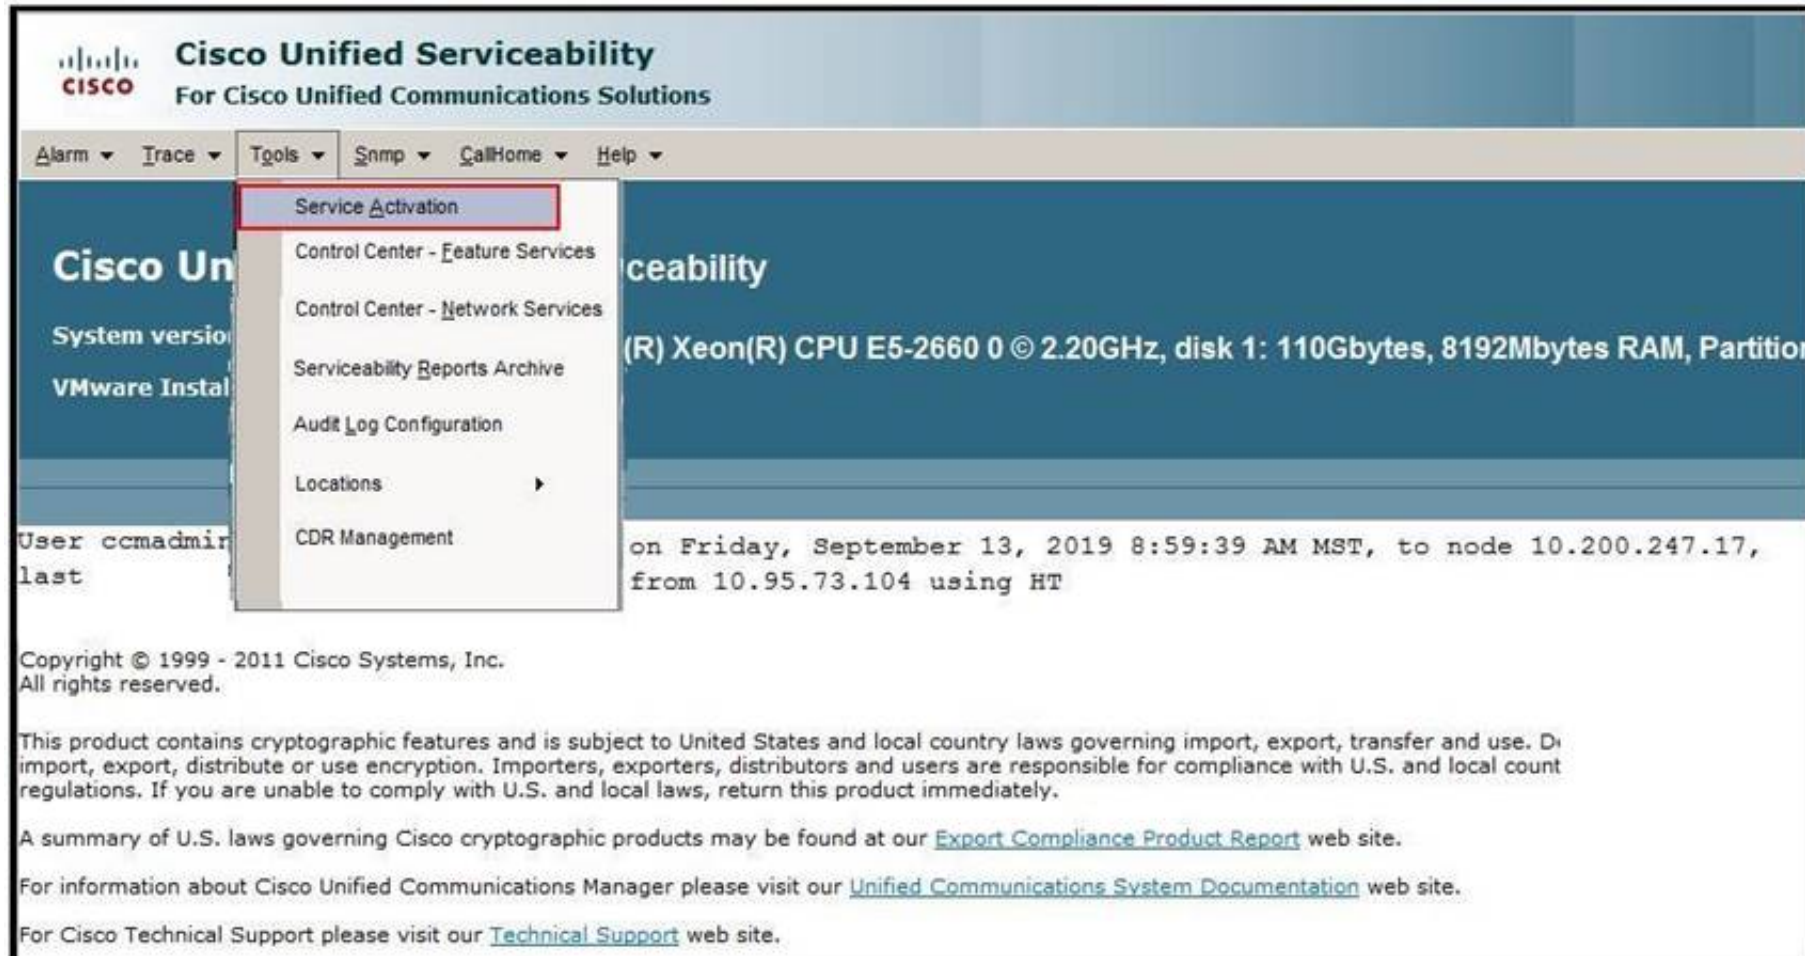 CISCO
Cisco Unified Serviceability
For Cisco Unified Communications Solutions
Alarm Trace Tools Snmp CallHome Help
Service Activation
Control Center - Feature Services
Control Center - Network Services
Serviceability Reports Archive
Audit Log Configuration
Locations
CDR Management
Cisco Un ceability
System versio (R) Xeon(R) CPU E5-2660 0 © 2.20GHz, disk 1: 110Gbytes, 8192Mbytes RAM, Partition
VMware Instal
User ccmadmin on Friday, September 13, 2019 8:59:39 AM MST, to node 10.200.247.17,
last from 10.95.73.104 using HT
Copyright © 1999 - 2011 Cisco Systems, Inc.
All rights reserved.
This product contains cryptographic features and is subject to United States and local country laws governing import, export, transfer and use. D
import, export, distribute or use encryption. Importers, exporters, distributors and users are responsible for compliance with U.S. and local count
regulations. If you are unable to comply with U.S. and local laws, return this product immediately.
A summary of U.S. laws governing Cisco cryptographic products may be found at our Export Compliance Product Report web site.
For information about Cisco Unified Communications Manager please visit our Unified Communications System Documentation web site.
For Cisco Technical Support please visit our Technical Support web site.